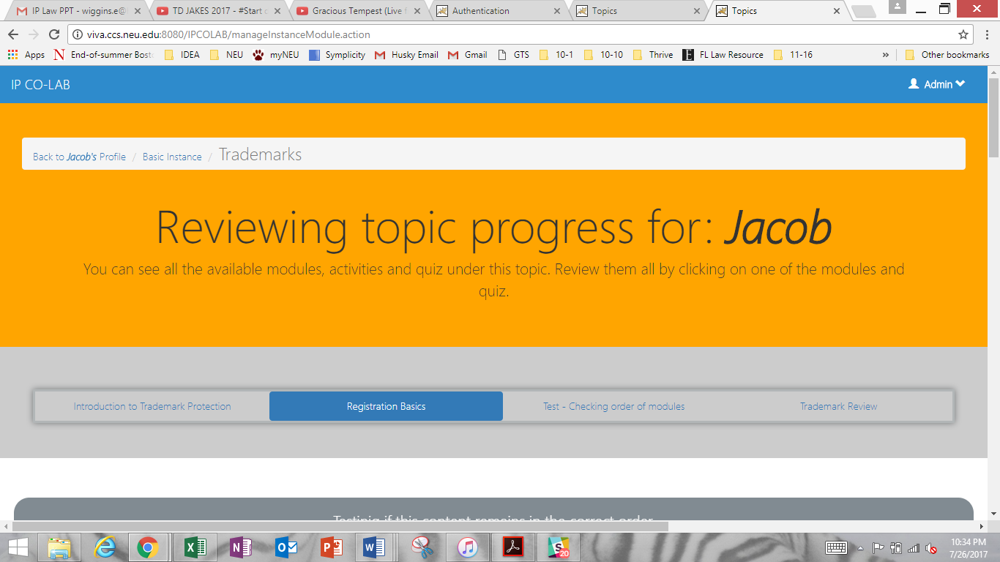 IP Law PPT - wiggins.e@
TD JAKES 2017 - #Start
Gracious Tempest (Live
Authentication
Topics
Topics
viva.ccs.neu.edu:8080/IPCOLAB/manageInstanceModule.action
Apps
End-of-summer Bost
IDEA
NEU
myNEU
Symplicity
Husky Email
Gmail
GTS
10-1
10-10
Thrive
FL Law Resource
11-16
»
Other bookmarks
IP CO-LAB
Admin
Back to Jacob's Profile / Basic Instance / Trademarks
Reviewing topic progress for: Jacob
You can see all the available modules, activities and quiz under this topic. Review them all by clicking on one of the modules and
quiz.
Introduction to Trademark Protection
Registration Basics
Test - Checking order of modules
Trademark Review
if this content remains in the correct order
20
10:34 PM
7/26/2017